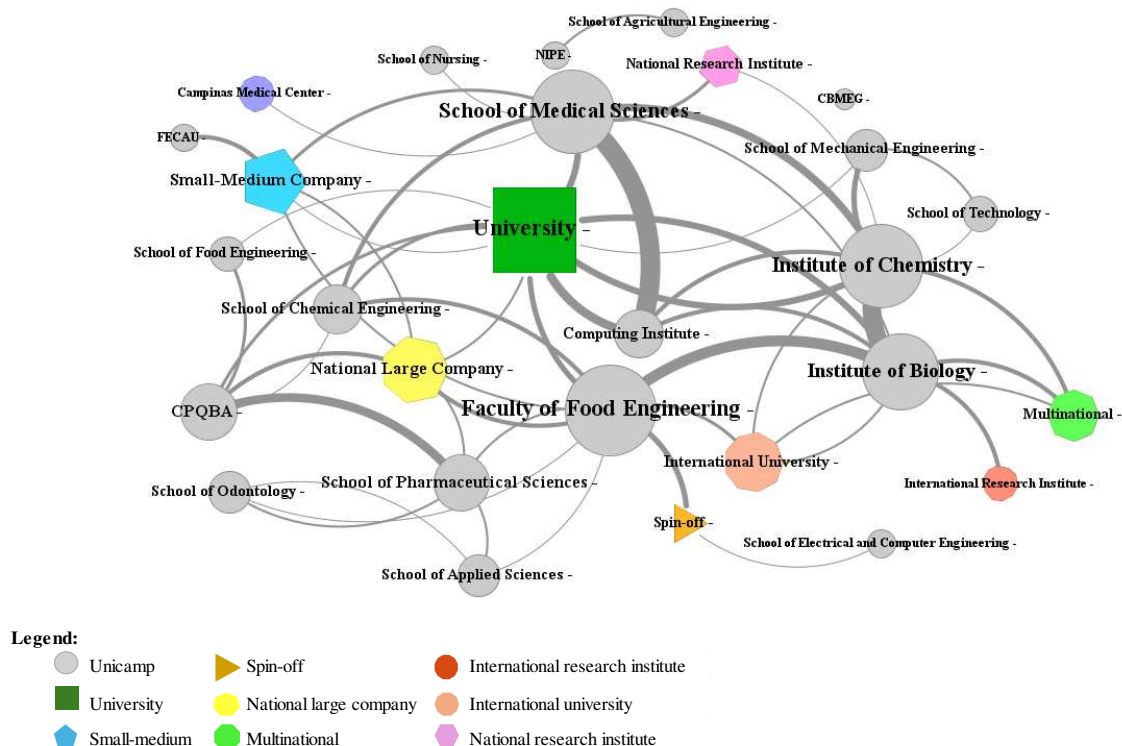 School of Agricultural Engineering -
NIPE -
School of Nursing -
National Research Institute -
Campinas Medical Center -
CBMEG -
School of Medical Sciences -
FECAU -
School of Mechanical Engineering -
Small-Medium Company -
School of Technology -
University -
School of Food Engineering -
Institute of Chemistry -
School of Chemical Engineering -
Computing Institute -
National Large Company -
Institute of Biology -
CPQBA -
Faculty of Food Engineering -
Multinational -
International University -
School of Pharmaceutical Sciences -
International Research Institute -
School of Odontology -
Spin-off -
School of Electrical and Computer Engineering -
School of Applied Sciences -
Legend:
Unicamp
Spin-off
International research institute
University
National large company
International university
Small-medium
Multinational
National research institute